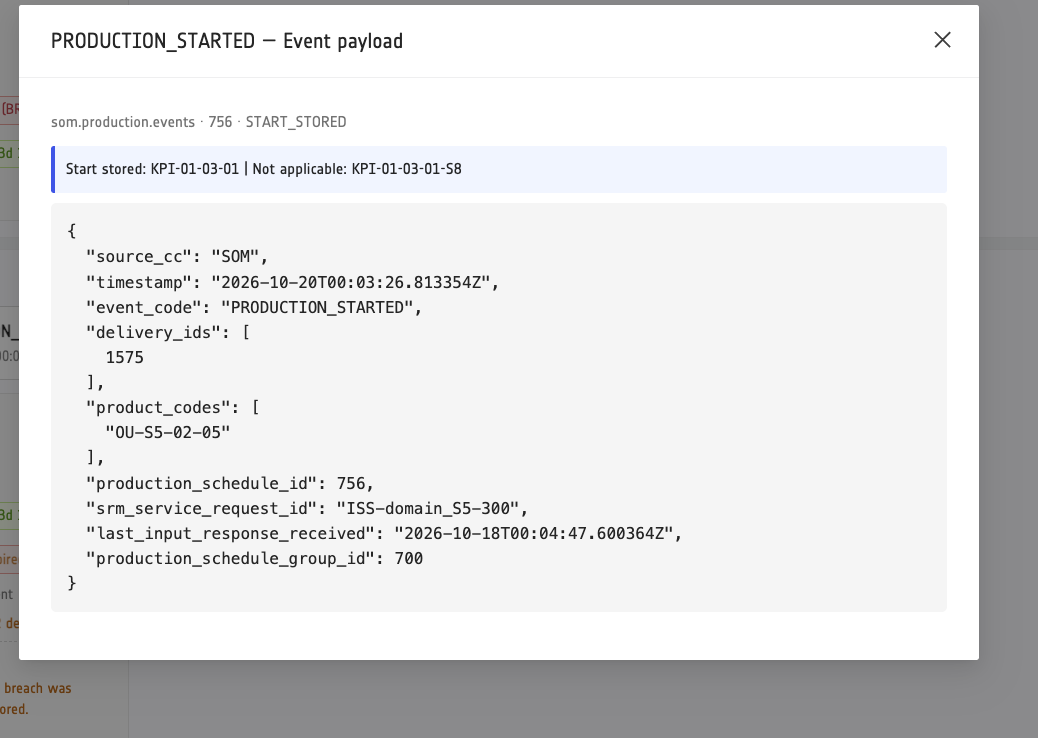 PRODUCTION_STARTED — Event payload
som.production.events · 756 · START_STORED
Start stored: KPI-01-03-01 | Not applicable: KPI-01-03-01-S8
{
"source_cc": "SOM",
"timestamp": "2026-10-20T00:03:26.813354Z",
"event_code": "PRODUCTION_STARTED",
"delivery_ids": [
1575
],
"product_codes": [
"OU-S5-02-05"
],
"production_schedule_id": 756,
"srm_service_request_id": "ISS-domain_S5-300",
"last_input_response_received": "2026-10-18T00:04:47.600364Z",
"production_schedule_group_id": 700
}
breach was